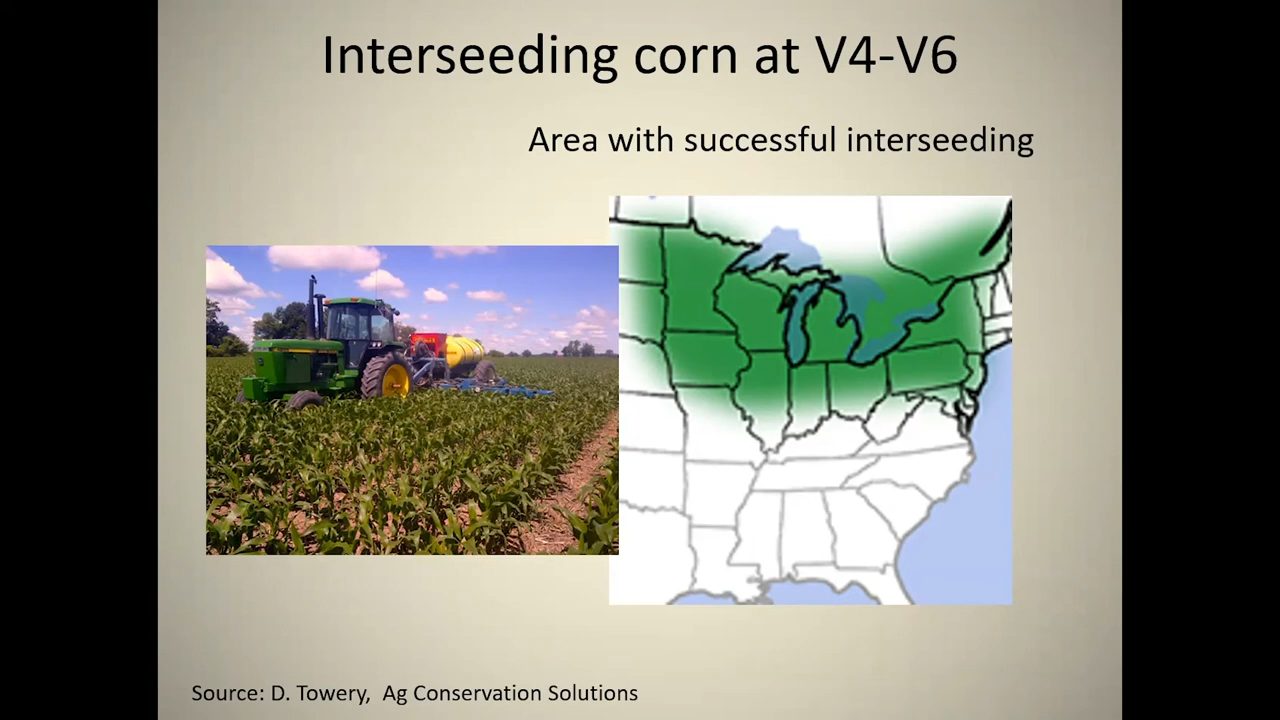 Interseeding corn at V4-V6
Area with successful interseeding
Source: D. Towery, Ag Conservation Solutions